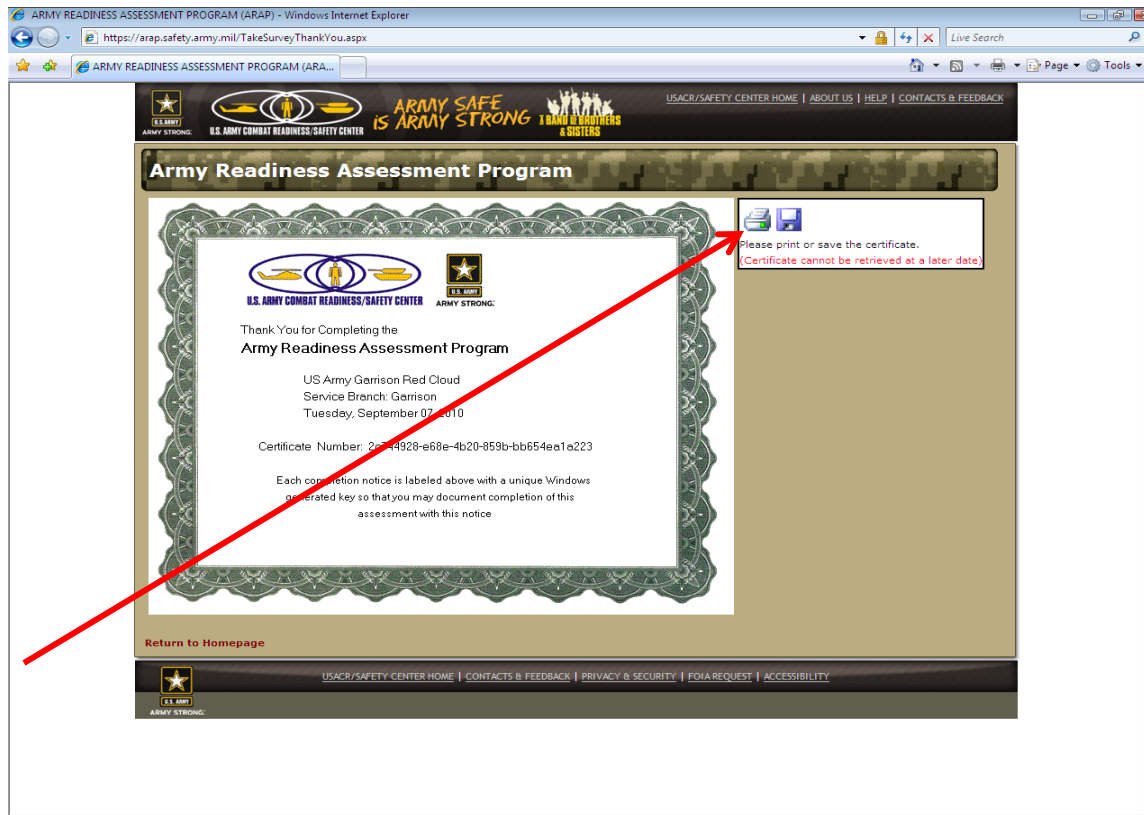 ARMY READINESS ASSESSMENT PROGRAM (ARAP) - Windows Internet Explorer
https://arap.safety.army.mil/TakeSurveyThankYou.aspx
Live Search
ARMY READINESS ASSESSMENT PROGRAM (ARA...
Page Tools
U.S. ARMY
ARMY STRONG:
U.S. ARMY COMBAT READINESS/SAFETY CENTER
ARMY SAFE
IS ARMY STRONG
A BAND OF BROTHERS
& SISTERS
USACR/SAFETY CENTER HOME | ABOUT US | HELP | CONTACTS & FEEDBACK
Army Readiness Assessment Program
Please print or save the certificate.
(Certificate cannot be retrieved at a later date)
U.S. ARMY COMBAT READINESS/SAFETY CENTER
U.S. ARMY
ARMY STRONG:
Thank You for Completing the
Army Readiness Assessment Program
US Army Garrison Red Cloud
Service Branch: Garrison
Tuesday, September 07, 2010
Certificate Number: -e68e-4b20-859b-bb654ea1a223
Each completion notice is labeled above with a unique Windows
generated key so that you may document completion of this
assessment with this notice
Return to Homepage
U.S. ARMY
ARMY STRONG:
USACR/SAFETY CENTER HOME | CONTACTS & FEEDBACK | PRIVACY & SECURITY | FOIA REQUEST | ACCESSIBILITY